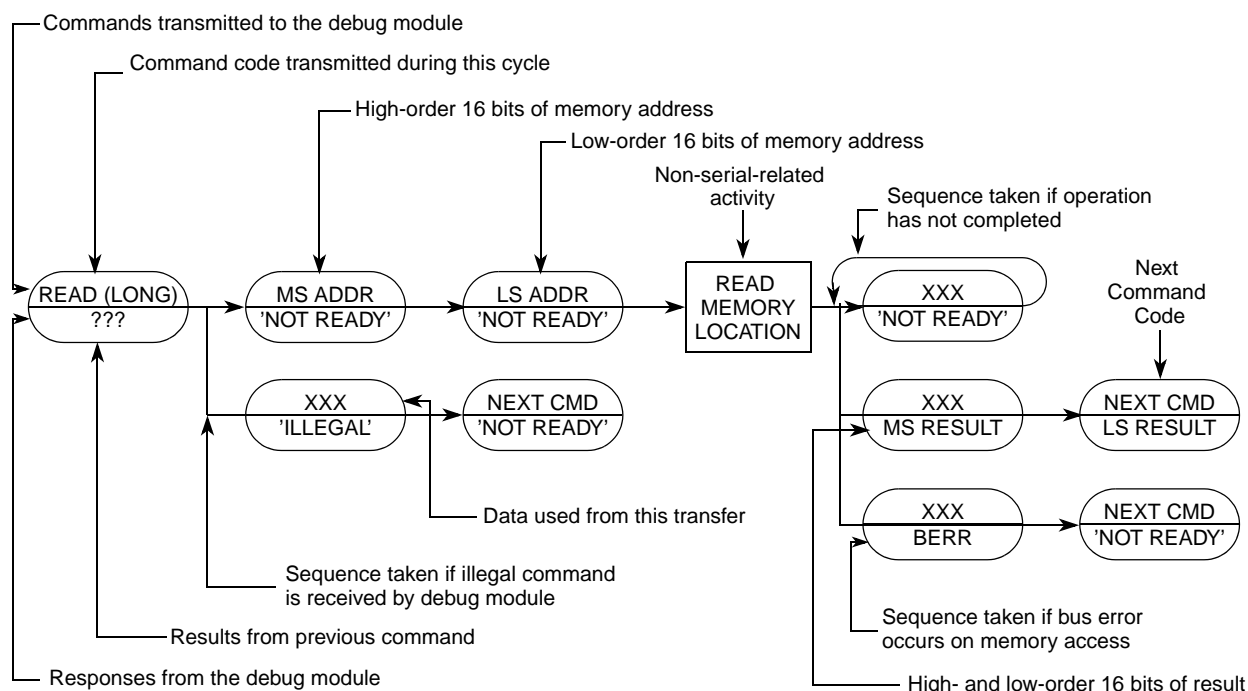 Commands transmitted to the debug module
Command code transmitted during this cycle
High-order 16 bits of memory address
Low-order 16 bits of memory address
Non-serial-related
activity
Sequence taken if operation
has not completed
Next
Command
Code
READ (LONG)
???
MS ADDR
'NOT READY'
LS ADDR
'NOT READY'
READ
MEMORY
LOCATION
XXX
'NOT READY'
XXX
'ILLEGAL'
NEXT CMD
'NOT READY'
XXX
MS RESULT
NEXT CMD
LS RESULT
XXX
BERR
NEXT CMD
'NOT READY'
Data used from this transfer
Sequence taken if illegal command
is received by debug module
Results from previous command
Sequence taken if bus error
occurs on memory access
Responses from the debug module
High- and low-order 16 bits of result